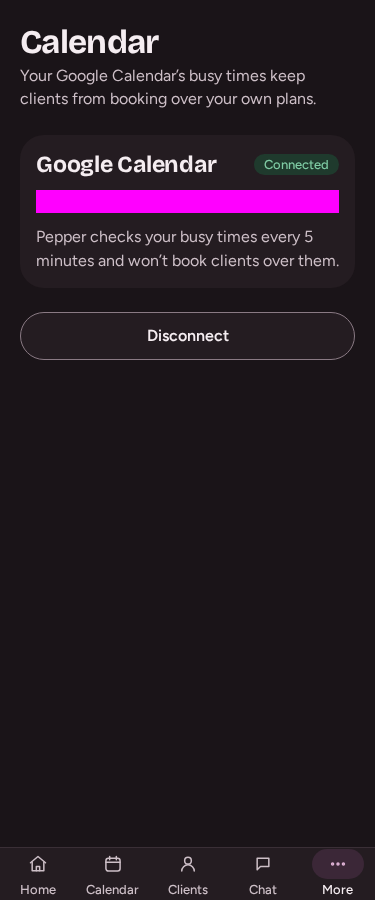 Calendar
Your Google Calendar’s busy times keep
clients from booking over your own plans.
Google Calendar
Connected
Pepper checks your busy times every 5
minutes and won’t book clients over them.
Disconnect
Home
Calendar
Clients
Chat
More